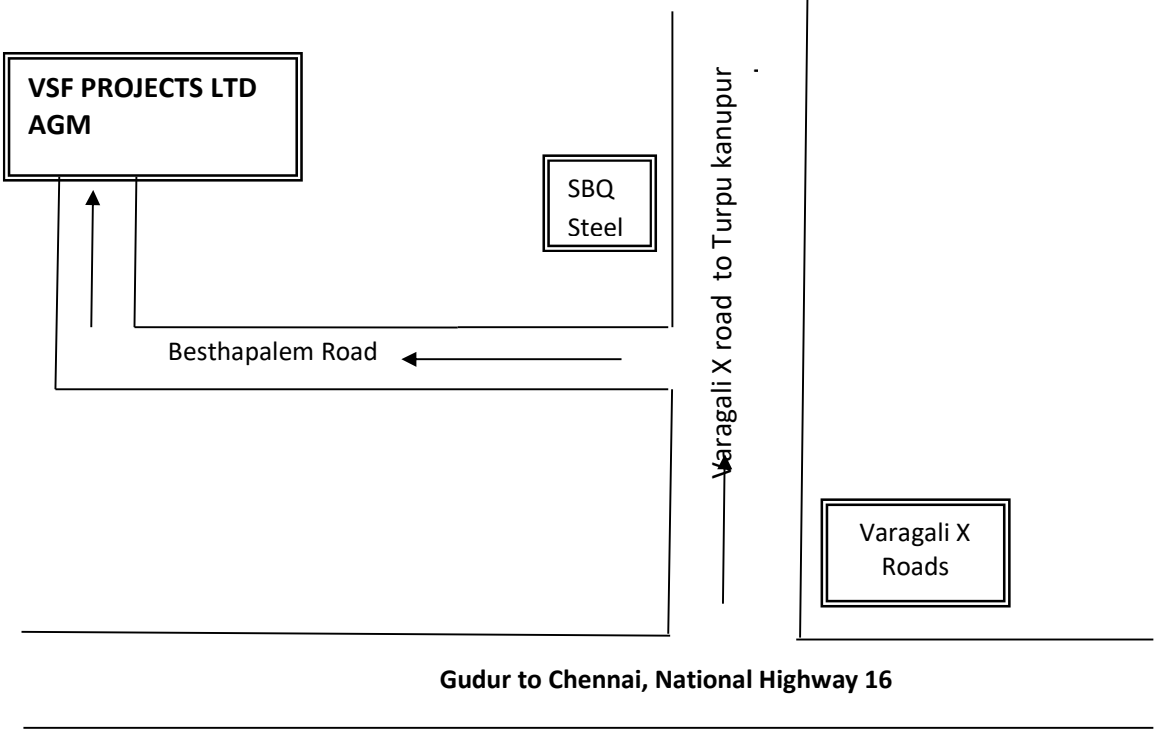 VSF PROJECTS LTD
AGM
SBQ
Steel
Varagali X road to Turpu kanupur
Besthapalem Road
Varagali X
Roads
Gudur to Chennai, National Highway 16